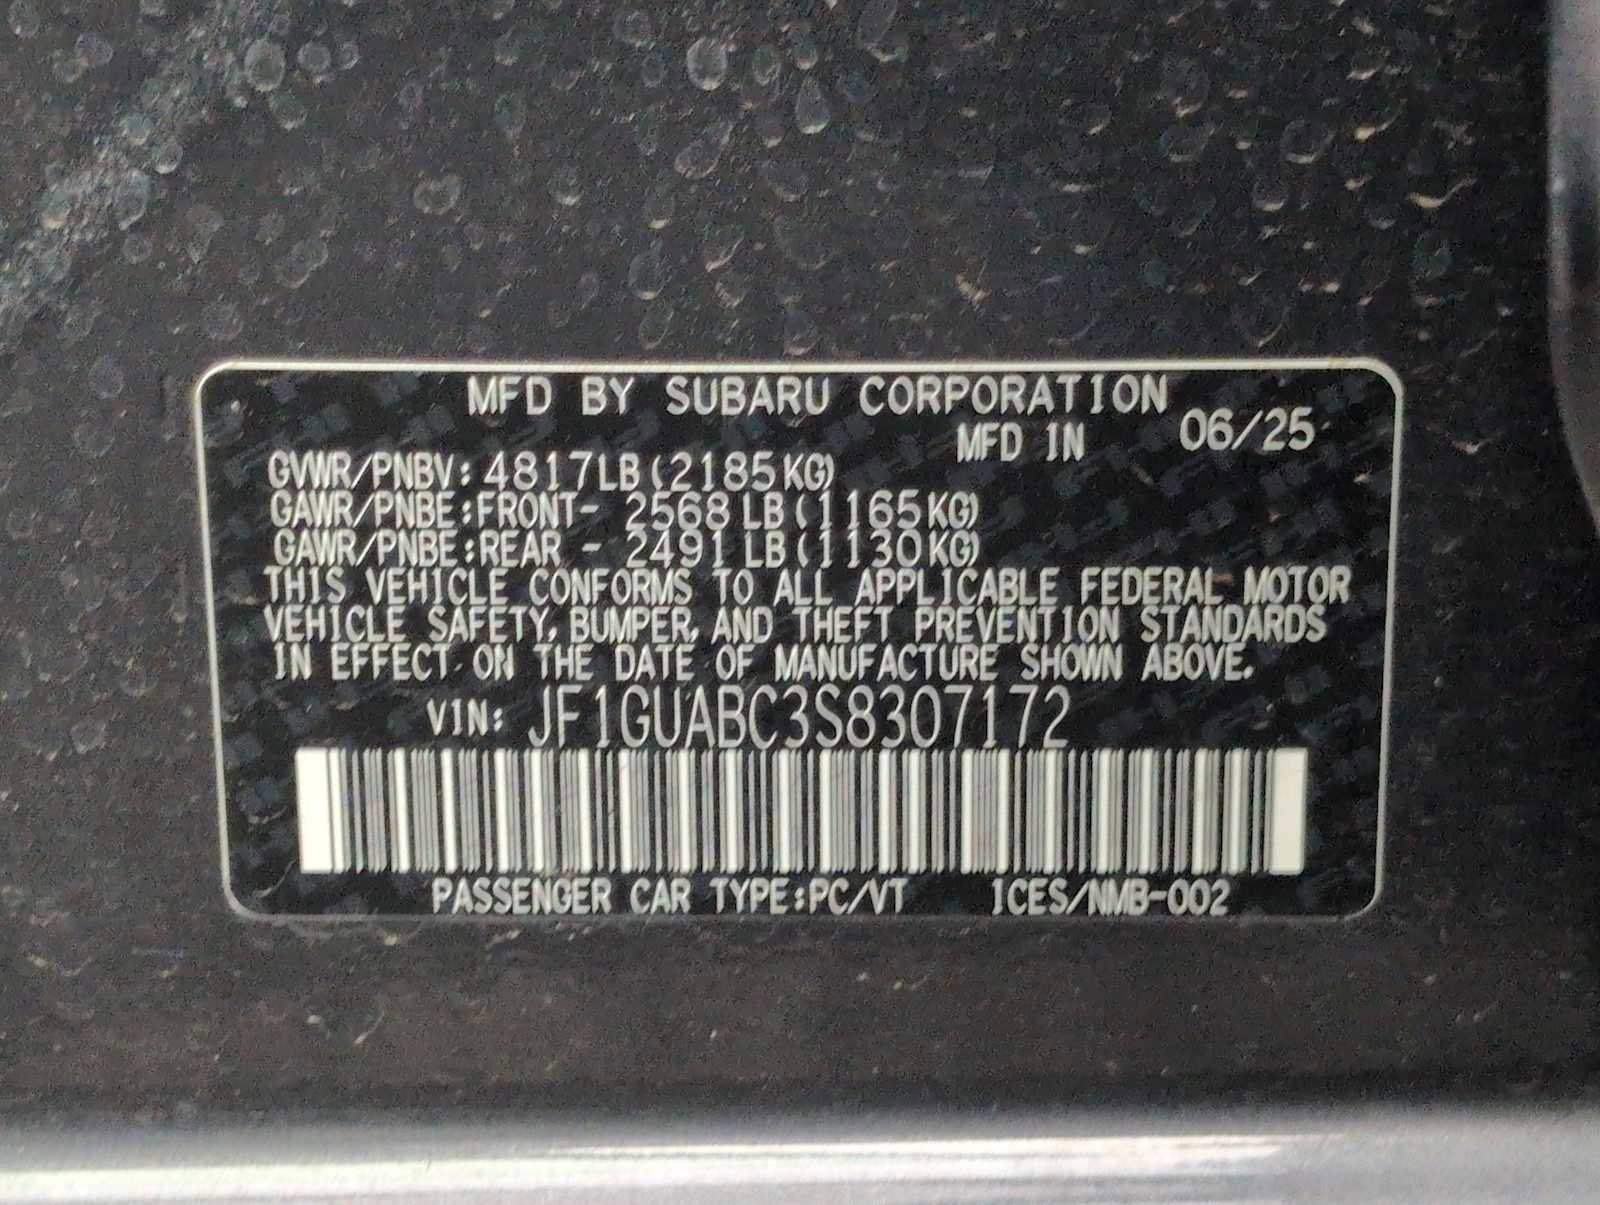 MFD BY SUBARU CORPORATION
MFD IN 06/25
GVWR/PNBV: 4817LB (2185KG)
GAWR/PNBE:FRONT- 2568 LB (1165KG)
GAWR/PNBE:REAR - 2491 LB (1130KG)
THIS VEHICLE CONFORMS TO ALL APPLICABLE FEDERAL MOTOR
VEHICLE SAFETY, BUMPER, AND THEFT PREVENTION STANDARDS
IN EFFECT ON THE DATE OF MANUFACTURE SHOWN ABOVE.
VIN: JF1GUABC3S8307172
PASSENGER CAR TYPE:PC/VT ICES/NMB-002